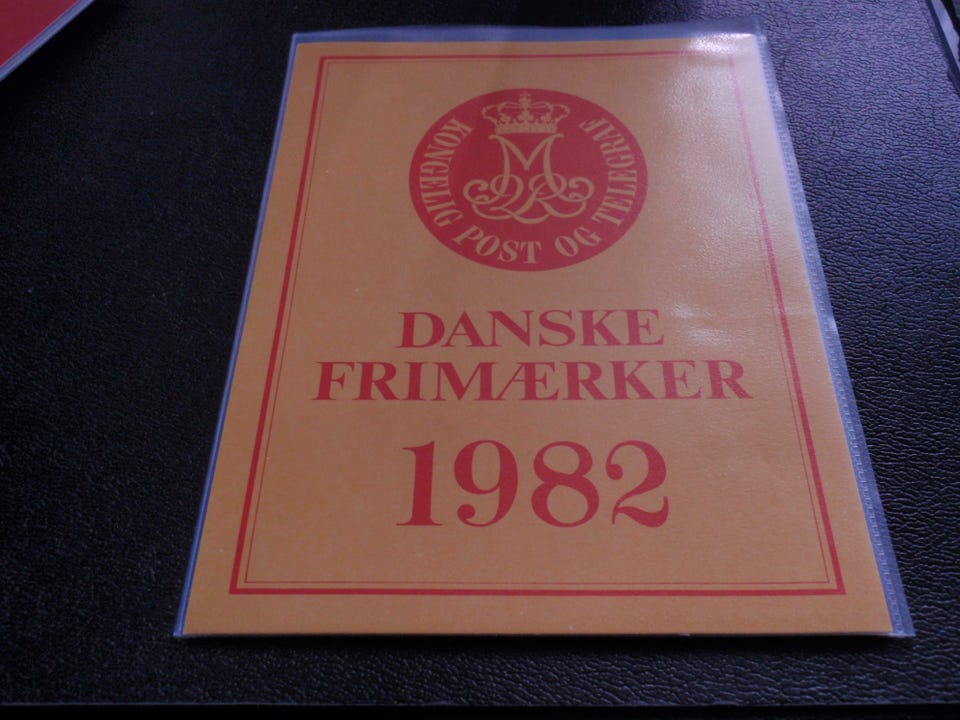 KONGELIG POST OG TELEGRAF
DANSKE
FRIMÆRKER
1982